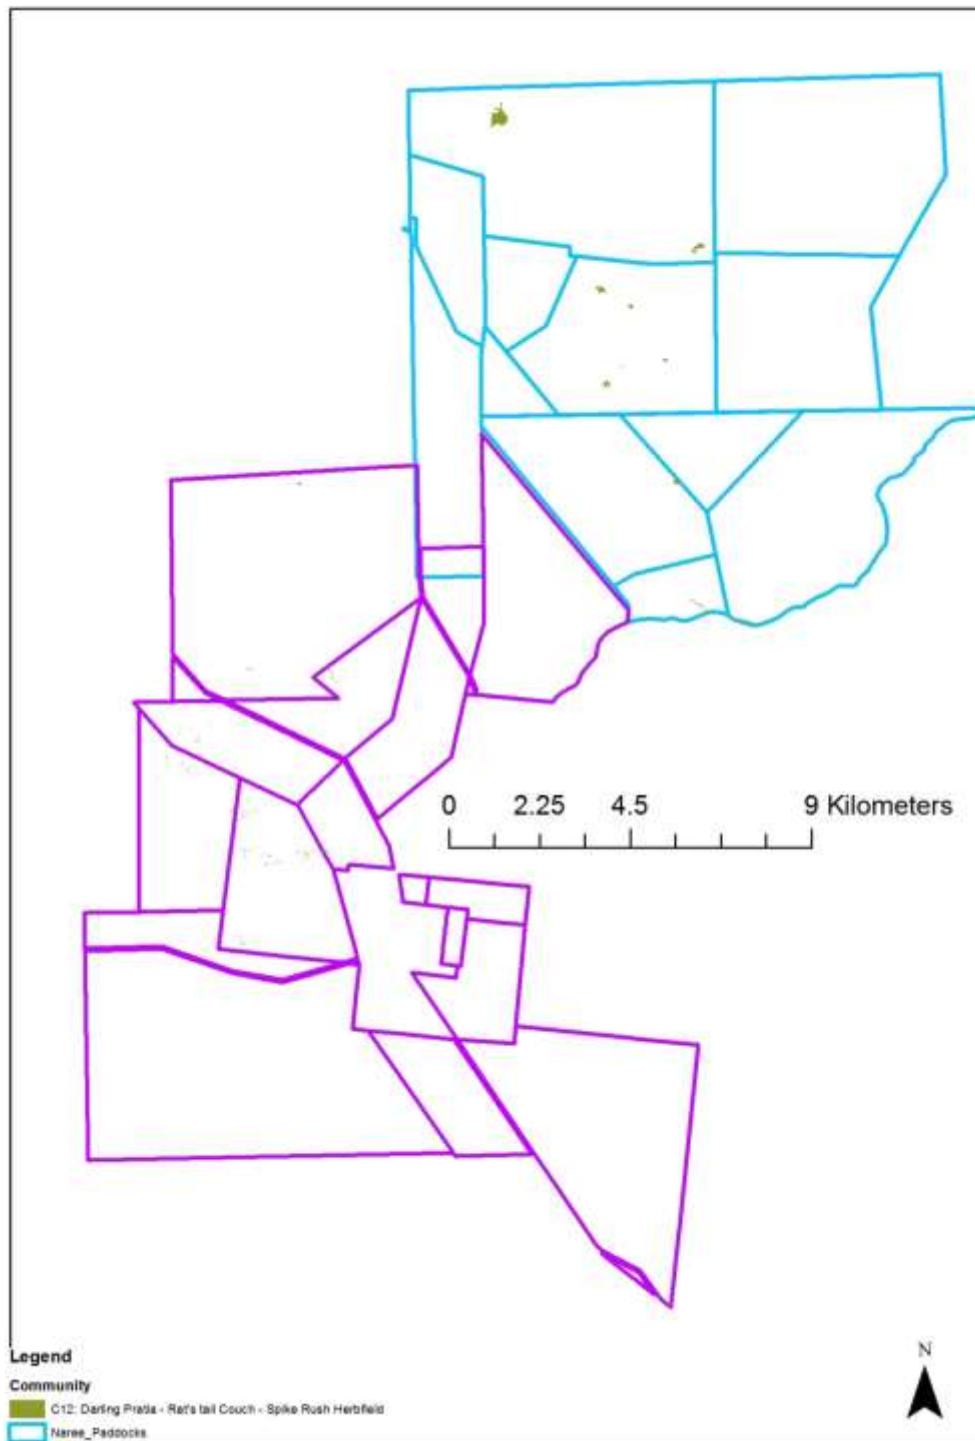 0 2.25 4.5 9 Kilometers
N
Legend
Community
C12: Darling Pratia - Rat's tail Couch - Spike Rush Herbfield
Naree_Paddocks